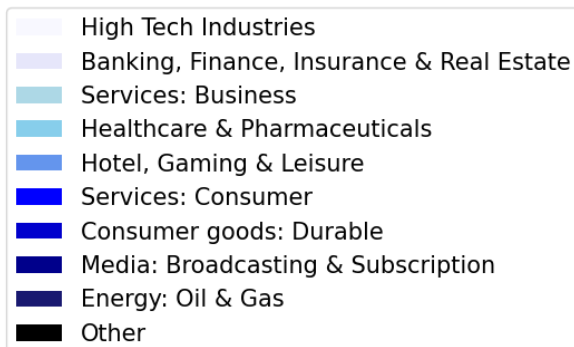 High Tech Industries
Banking, Finance, Insurance & Real Estate
Services: Business
Healthcare & Pharmaceuticals
Hotel, Gaming & Leisure
Services: Consumer
Consumer goods: Durable
Media: Broadcasting & Subscription
Energy: Oil & Gas
Other